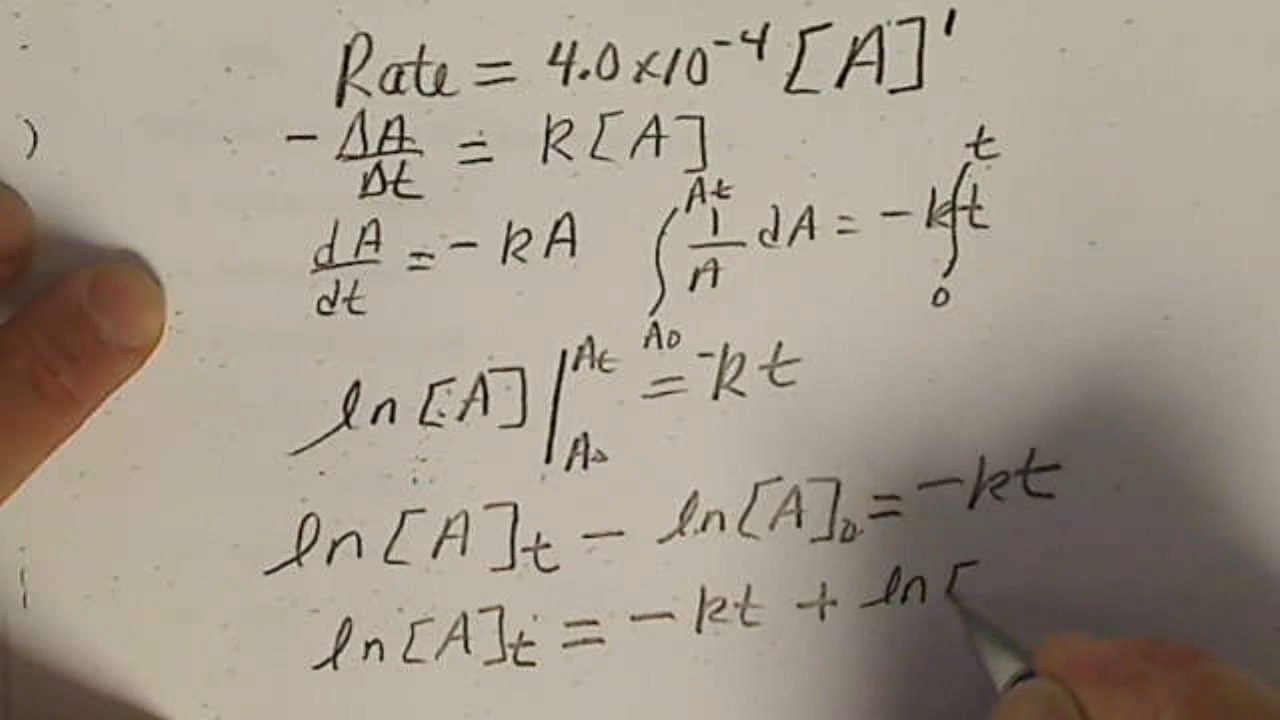 Rate = 4.0×10⁻⁴ [A]¹
)
-ΔA/Δt = k[A]
dA/dt = -kA ∫_{A0}^{At} 1/A dA = -k∫_{0}^{t} t
ln[A] |_{A0}^{At} = -kt
ln[A]t - ln[A]₀ = -kt
ln[A]t = -kt + ln[